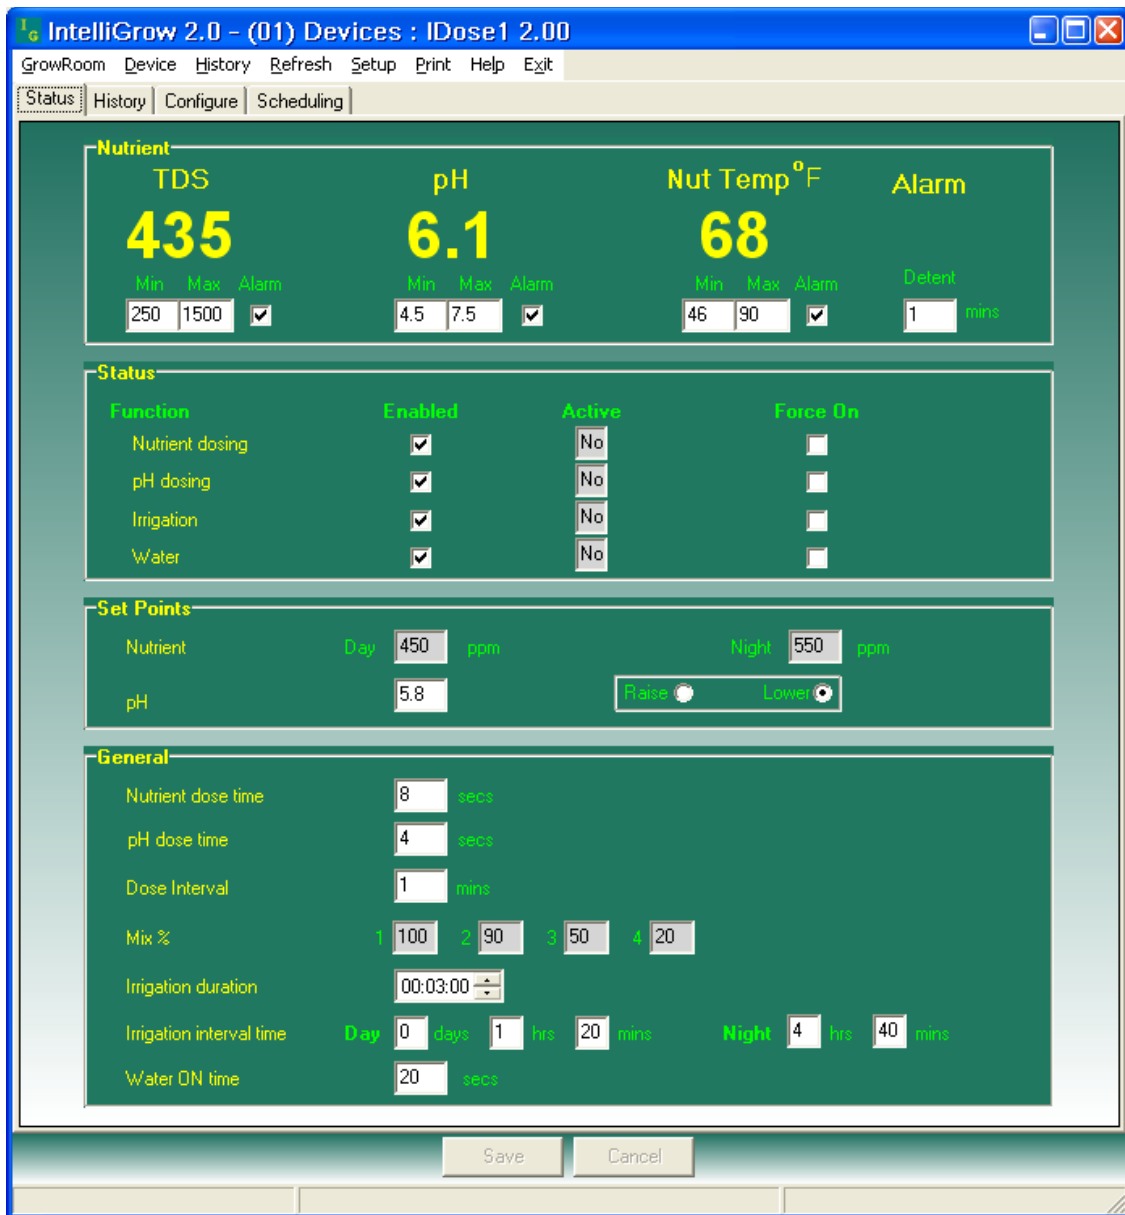 IG IntelliGrow 2.0 - (01) Devices : IDose1 2.00
GrowRoom Device History Refresh Setup Print Help Exit
Status History Configure Scheduling
Nutrient
TDS pH Nut Temp°F Alarm
435 6.1 68
Min Max Alarm Min Max Alarm Min Max Alarm Detent
250 1500 4.5 7.5 46 90 1 mins
Status
Function Enabled Active Force On
Nutrient dosing No
pH dosing No
Irrigation No
Water No
Set Points
Nutrient Day 450 ppm Night 550 ppm
pH 5.8 Raise Lower
General
Nutrient dose time 8 secs
pH dose time 4 secs
Dose Interval 1 mins
Mix % 1 100 2 90 3 50 4 20
Irrigation duration 00:03:00
Irrigation interval time Day 0 days 1 hrs 20 mins Night 4 hrs 40 mins
Water ON time 20 secs
Save Cancel